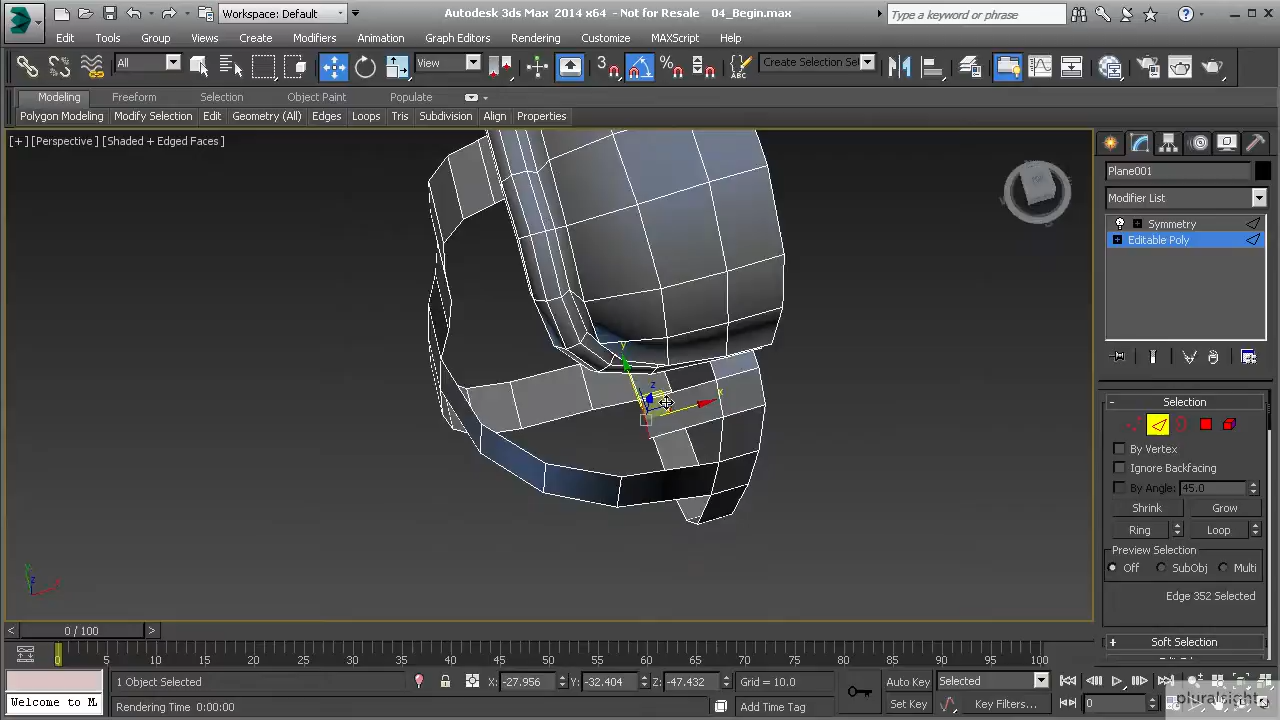 Autodesk 3ds Max 2014 x64 - Not for Resale 04_Begin.max
Workspace: Default
Type a keyword or phrase
Edit Tools Group Views Create Modifiers Animation Graph Editors Rendering Customize MAXScript Help
All View Create Selection Se
Modeling Freeform Selection Object Paint Populate
Polygon Modeling Modify Selection Edit Geometry (All) Edges Loops Tris Subdivision Align Properties
[+] [Perspective] [Shaded + Edged Faces]
Plane001
Modifier List
Symmetry
Editable Poly
y
z
x
- Selection
By Vertex
Ignore Backfacing
By Angle: 45.0
Shrink Grow
Ring Loop
Preview Selection
Off SubObj Multi
Edge 352 Selected
+ Soft Selection
z
< 0 / 100 >
0 5 10 15 20 25 30 35 40 45 50 55 60 65 70 75 80 85 90 95 100
1 Object Selected X: -27.956 Y: -32.404 Z: -47.432 Grid = 10.0 Auto Key Selected
Welcome to M
Rendering Time 0:00:00 Add Time Tag Set Key Key Filters... 0
pluralsight